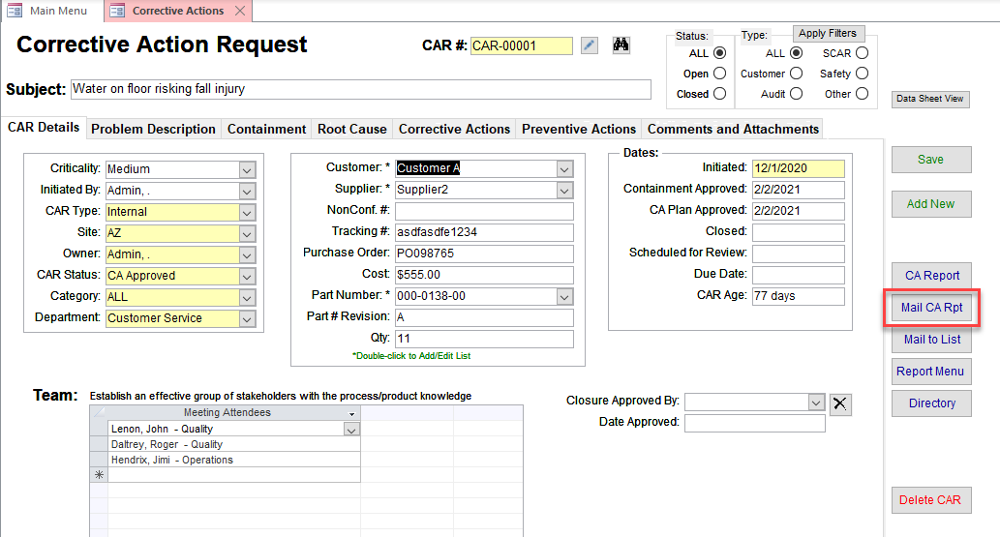 Main Menu
Corrective Actions
Corrective Action Request
CAR #: CAR-00001
Status:
ALL
Open
Closed
Type:
Apply Filters
ALL
SCAR
Customer
Safety
Audit
Other
Subject: Water on floor risking fall injury
Data Sheet View
CAR Details
Problem Description
Containment
Root Cause
Corrective Actions
Preventive Actions
Comments and Attachments
Criticality: Medium
Initiated By: Admin, .
CAR Type: Internal
Site: AZ
Owner: Admin, .
CAR Status: CA Approved
Category: ALL
Department: Customer Service
Customer: * Customer A
Supplier: * Supplier2
NonConf. #:
Tracking #: asdfasdfe1234
Purchase Order: PO098765
Cost: $555.00
Part Number: * 000-0138-00
Part # Revision: A
Qty: 11
*Double-click to Add/Edit List
Dates:
Initiated: 12/1/2020
Containment Approved: 2/2/2021
CA Plan Approved: 2/2/2021
Closed:
Scheduled for Review:
Due Date:
CAR Age: 77 days
Save
Add New
CA Report
Mail CA Rpt
Mail to List
Report Menu
Directory
Delete CAR
Team: Establish an effective group of stakeholders with the process/product knowledge
Meeting Attendees
Lenon, John - Quality
Daltrey, Roger - Quality
Hendrix, Jimi - Operations
Closure Approved By:
Date Approved: